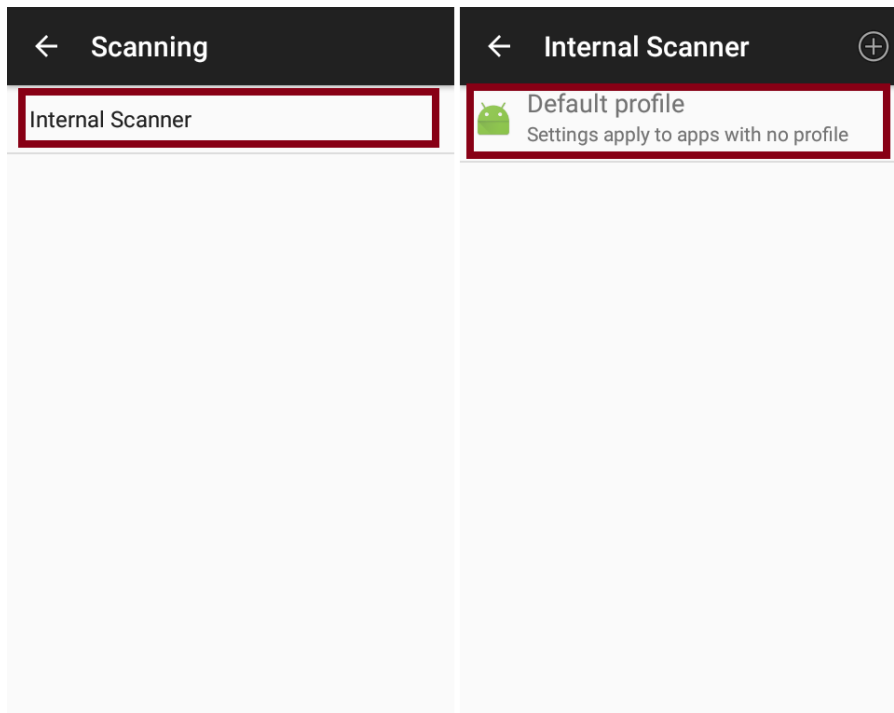 Scanning
Internal Scanner
Internal Scanner
Default profile
Settings apply to apps with no profile